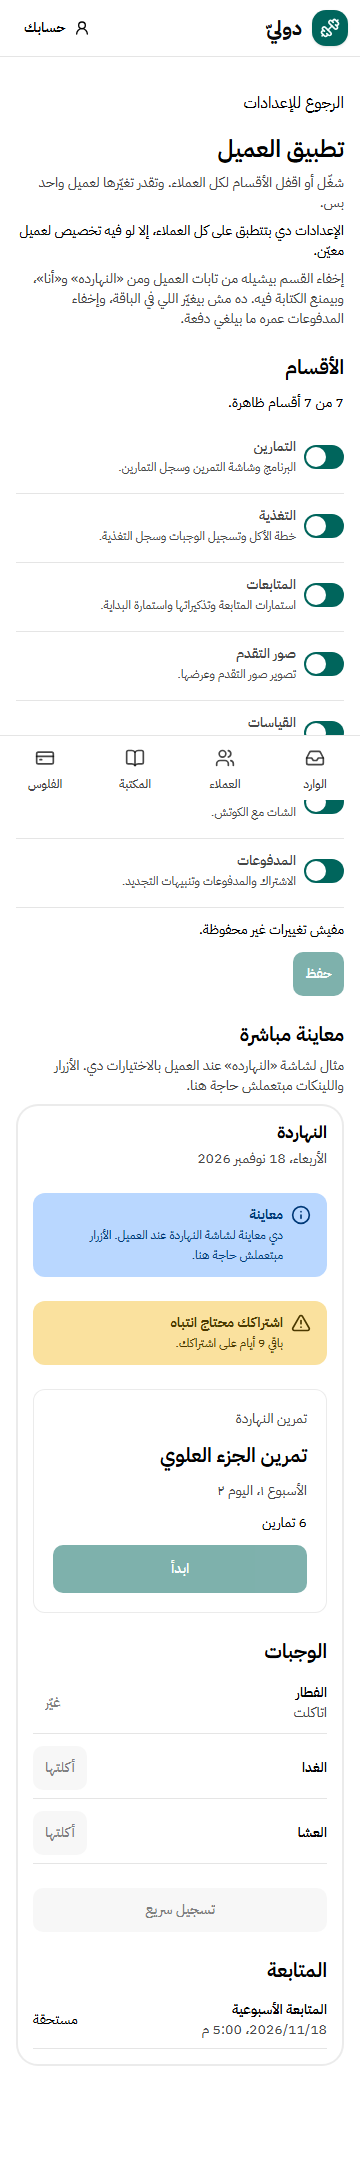 دوليّ
حسابك
الرجوع للإعدادات
تطبيق العميل
شغّل أو اقفل الأقسام لكل العملاء. وتقدر تغيّرها لعميل واحد
بس.
الإعدادات دي بتتطبق على كل العملاء، إلا لو فيه تخصيص لعميل
معيّن.
إخفاء القسم بيشيله من تابات العميل ومن «النهارده» و«أنا»،
وبيمنع الكتابة فيه. ده مش بيغيّر اللي في الباقة، وإخفاء
المدفوعات عمره ما بيلغي دفعة.
الأقسام
7 من 7 أقسام ظاهرة.
التمارين
البرنامج وشاشة التمرين وسجل التمارين.
التغذية
خطة الأكل وتسجيل الوجبات وسجل التغذية.
المتابعات
استمارات المتابعة وتذكيراتها واستمارة البداية.
صور التقدم
تصوير صور التقدم وعرضها.
القياسات
الوارد
العملاء
المكتبة
الفلوس
الشات مع الكوتش.
المدفوعات
الاشتراك والمدفوعات وتنبيهات التجديد.
مفيش تغييرات غير محفوظة.
حفظ
معاينة مباشرة
مثال لشاشة «النهارده» عند العميل بالاختيارات دي. الأزرار
واللينكات مبتعملش حاجة هنا.
النهاردة
الأربعاء، 18 نوفمبر 2026
معاينة
دي معاينة لشاشة النهاردة عند العميل. الأزرار
مبتعملش حاجة هنا.
اشتراكك محتاج انتباه
باقي 9 أيام على اشتراكك.
تمرين النهاردة
تمرين الجزء العلوي
الأسبوع ١، اليوم ٢
6 تمارين
ابدأ
الوجبات
الفطار
اتاكلت
غيّر
الغدا
أكلتها
العشا
أكلتها
تسجيل سريع
المتابعة
المتابعة الأسبوعية
2026/11/18، 5:00 م
مستحقة